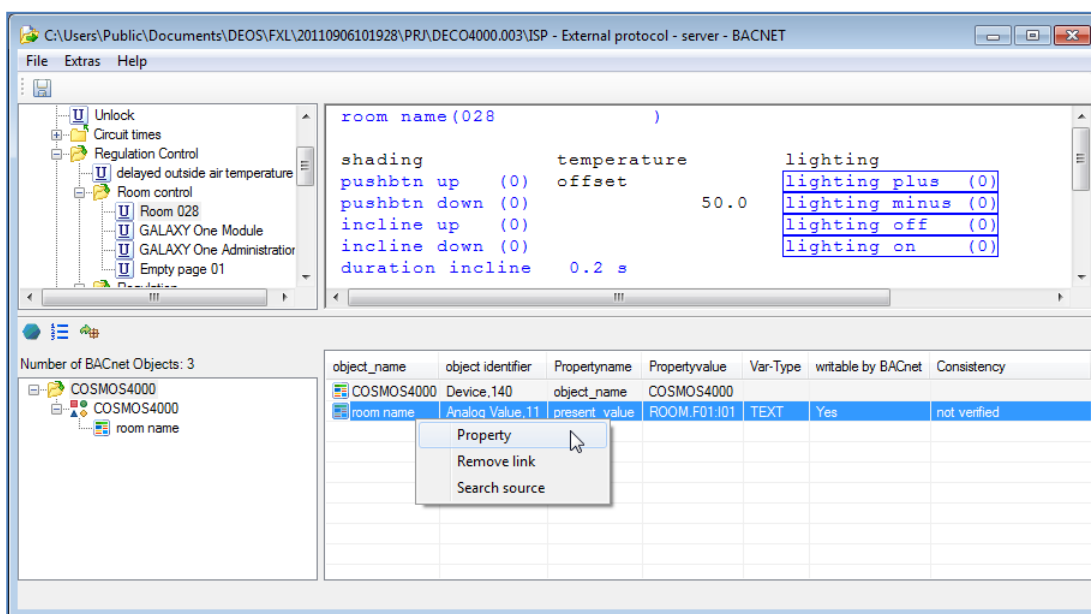 C:\Users\Public\Documents\DEOS\FXL\20110906101928\PRJ\DECO4000.003\ISP - External protocol - server - BACNET
File Extras Help
Unlock
Circuit times
Regulation Control
delayed outside air temperature
Room control
Room 028
GALAXY One Module
GALAXY One Administration
Empty page 01
room name(028 )
shading temperature lighting
pushbtn up (0) offset lighting plus (0)
pushbtn down (0) 50.0 lighting minus (0)
incline up (0) lighting off (0)
incline down (0) lighting on (0)
duration incline 0.2 s
Number of BACnet Objects: 3
COSMOS4000
COSMOS4000
room name
object_name object identifier Propertyname Propertyvalue Var-Type writable by BACnet Consistency
COSMOS4000 Device,140 object_name COSMOS4000
room name Analog Value,11 present_value ROOM.F01:I01 TEXT Yes not verified
Property
Remove link
Search source